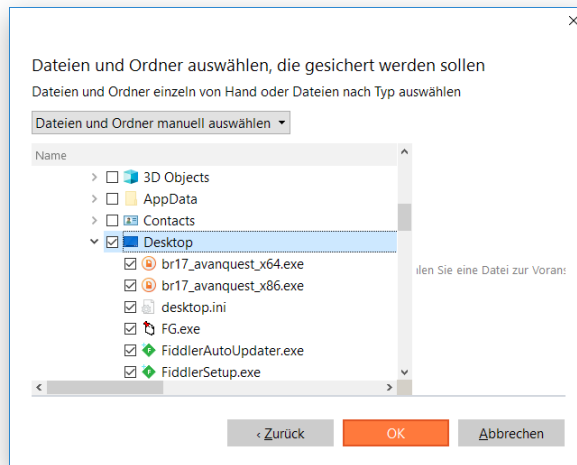 Dateien und Ordner auswählen, die gesichert werden sollen
Dateien und Ordner einzeln von Hand oder Dateien nach Typ auswählen
Dateien und Ordner manuell auswählen
Name
3D Objects
AppData
Contacts
Desktop
br17_avanquest_x64.exe
len Sie eine Datei zur Vorans
br17_avanquest_x86.exe
desktop.ini
FG.exe
FiddlerAutoUpdater.exe
FiddlerSetup.exe
‹ Zurück
OK
Abbrechen